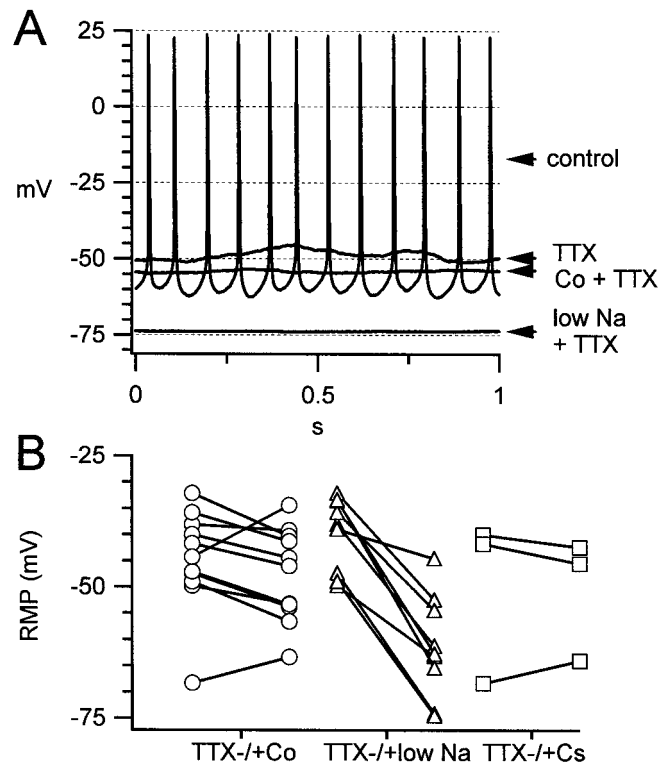 A
25
0
-25
-50
-75
mV
control
TTX
Co + TTX
low Na
+ TTX
0
0.5
1
s
B
-25
-50
-75
RMP (mV)
TTX-/+Co
TTX-/+low Na
TTX-/+Cs